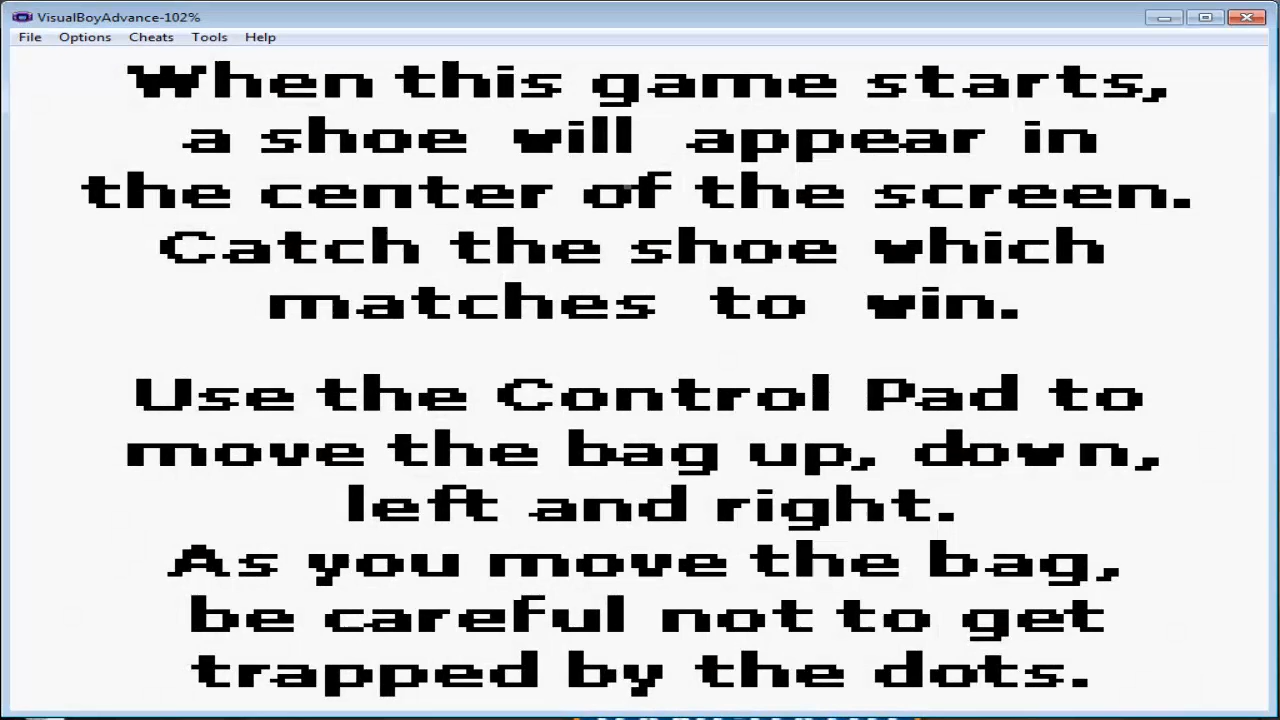 VisualBoyAdvance-102%
File Options Cheats Tools Help
When this game starts,
a shoe will appear in
the center of the screen.
Catch the shoe which
matches to win.
Use the Control Pad to
move the bag up, down,
left and right.
As you move the bag,
be careful not to get
trapped by the dots.